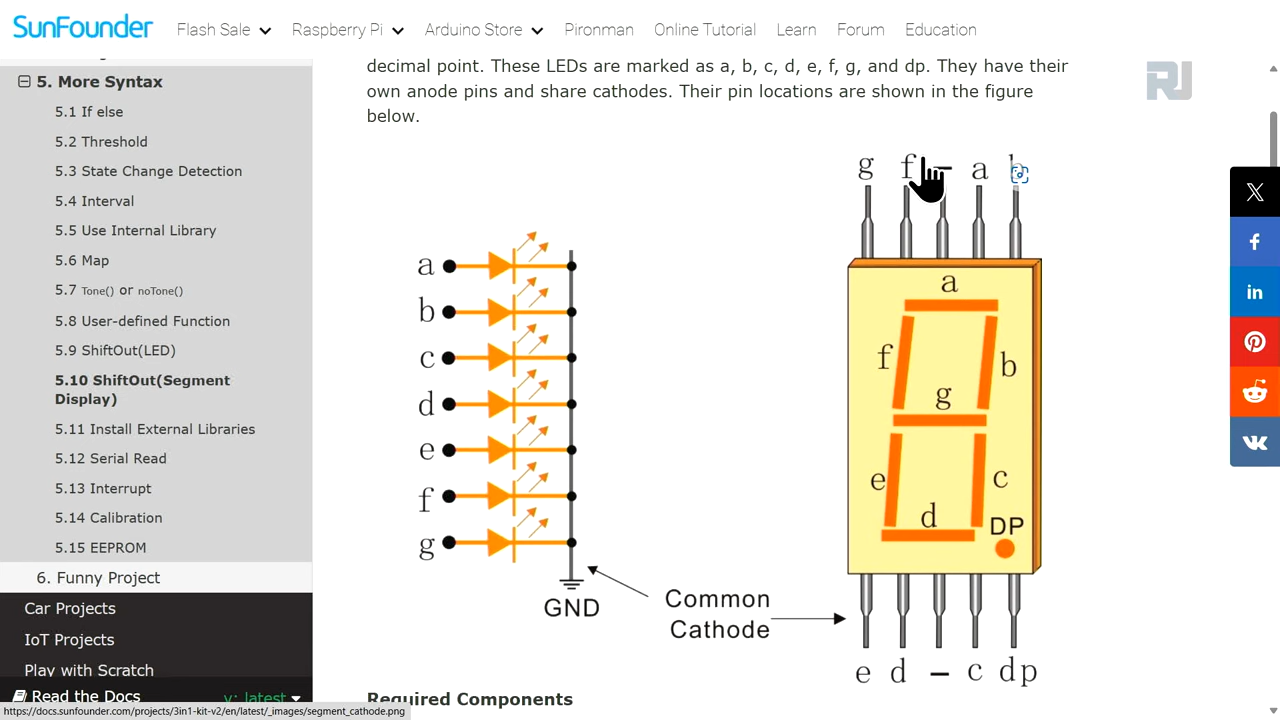 SunFounder
Flash Sale
Raspberry Pi
Arduino Store
Pironman
Online Tutorial
Learn
Forum
Education
5. More Syntax
5.1 If else
5.2 Threshold
5.3 State Change Detection
5.4 Interval
5.5 Use Internal Library
5.6 Map
5.7 Tone() or noTone()
5.8 User-defined Function
5.9 ShiftOut(LED)
5.10 ShiftOut(Segment
Display)
5.11 Install External Libraries
5.12 Serial Read
5.13 Interrupt
5.14 Calibration
5.15 EEPROM
6. Funny Project
Car Projects
IoT Projects
Play with Scratch
Read the Docs
v: latest
https://docs.sunfounder.com/projects/3in1-kit-v2/en/latest/_images/segment_cathode.png
decimal point. These LEDs are marked as a, b, c, d, e, f, g, and dp. They have their
own anode pins and share cathodes. Their pin locations are shown in the figure
below.
RJ
a
b
c
d
e
f
g
GND
Common
Cathode
g f - a
a
f
b
g
e
c
d
DP
e d - c dp
Required Components